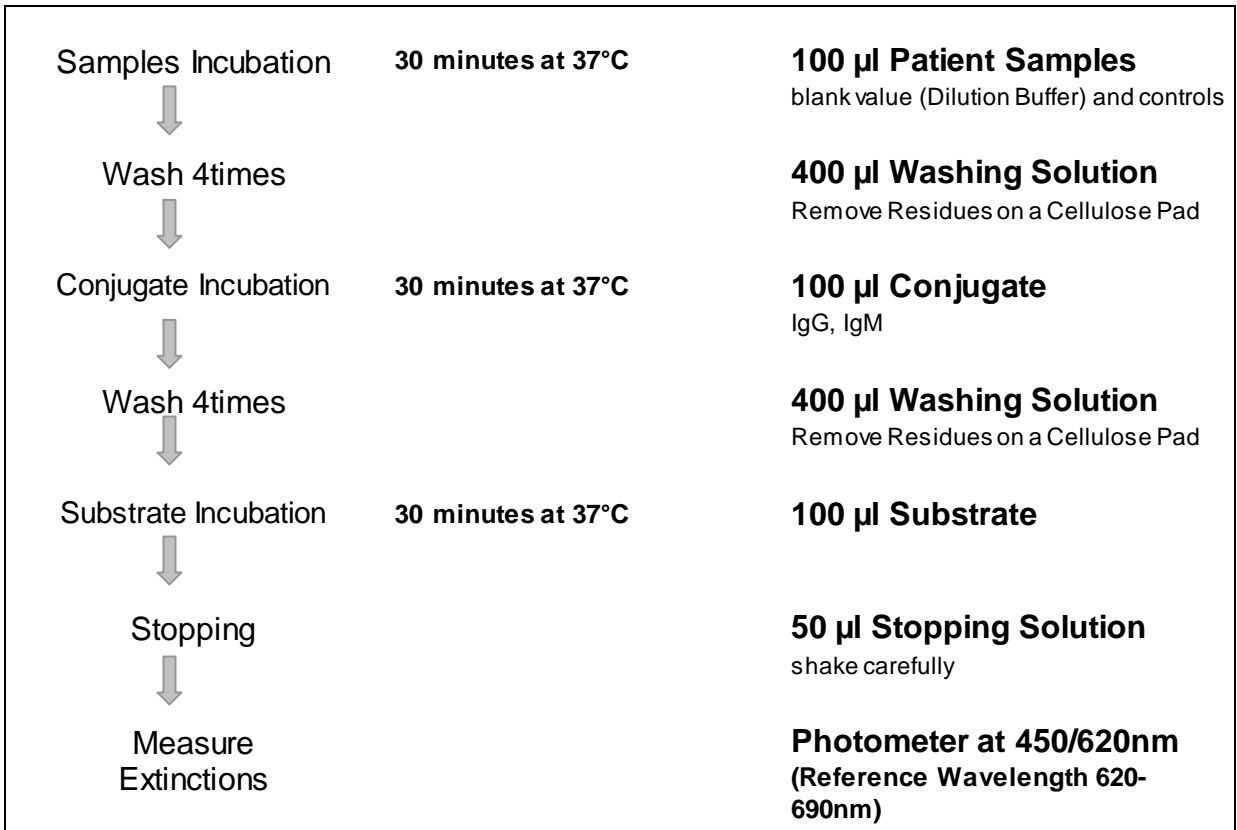 Samples Incubation 30 minutes at 37°C 100 µl Patient Samples
blank value (Dilution Buffer) and controls
Wash 4times 400 µl Washing Solution
Remove Residues on a Cellulose Pad
Conjugate Incubation 30 minutes at 37°C 100 µl Conjugate
IgG, IgM
Wash 4times 400 µl Washing Solution
Remove Residues on a Cellulose Pad
Substrate Incubation 30 minutes at 37°C 100 µl Substrate
Stopping 50 µl Stopping Solution
shake carefully
Measure Photometer at 450/620nm
Extinctions (Reference Wavelength 620-
690nm)